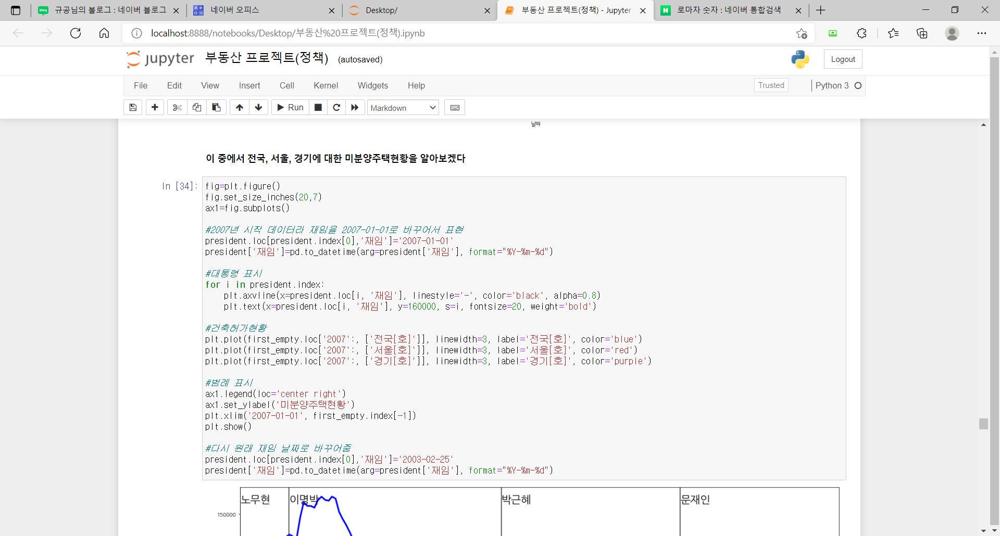 규공님의 블로그 : 네이버 블로그
네이버 오피스
Desktop/
부동산 프로젝트(정책) - Jupyter
로마자 숫자 : 네이버 통합검색
localhost:8888/notebooks/Desktop/부동산%20프로젝트(정책).ipynb
jupyter 부동산 프로젝트(정책) (autosaved)
Logout
File Edit View Insert Cell Kernel Widgets Help
Trusted
Python 3
Run
Markdown
날짜
이 중에서 전국, 서울, 경기에 대한 미분양주택현황을 알아보겠다
In [34]:
fig=plt.figure()
fig.set_size_inches(20,7)
ax1=fig.subplots()
#2007년 시작 데이터라 재임을 2007-01-01로 바꾸어서 표현
president.loc[president.index[0],'재임']='2007-01-01'
president['재임']=pd.to_datetime(arg=president['재임'], format="%Y-%m-%d")
#대통령 표시
for i in president.index:
    plt.axvline(x=president.loc[i, '재임'], linestyle='-', color='black', alpha=0.8)
    plt.text(x=president.loc[i, '재임'], y=160000, s=i, fontsize=20, weight='bold')
#건축허가현황
plt.plot(first_empty.loc['2007':, ['전국[호]']], linewidth=3, label='전국[호]', color='blue')
plt.plot(first_empty.loc['2007':, ['서울[호]']], linewidth=3, label='서울[호]', color='red')
plt.plot(first_empty.loc['2007':, ['경기[호]']], linewidth=3, label='경기[호]', color='purple')
#범례 표시
ax1.legend(loc='center right')
ax1.set_ylabel('미분양주택현황')
plt.xlim('2007-01-01', first_empty.index[-1])
plt.show()
#다시 원래 재임 날짜로 바꾸어줌
president.loc[president.index[0],'재임']='2003-02-25'
president['재임']=pd.to_datetime(arg=president['재임'], format="%Y-%m-%d")
노무현 이명박 박근혜 문재인
150000